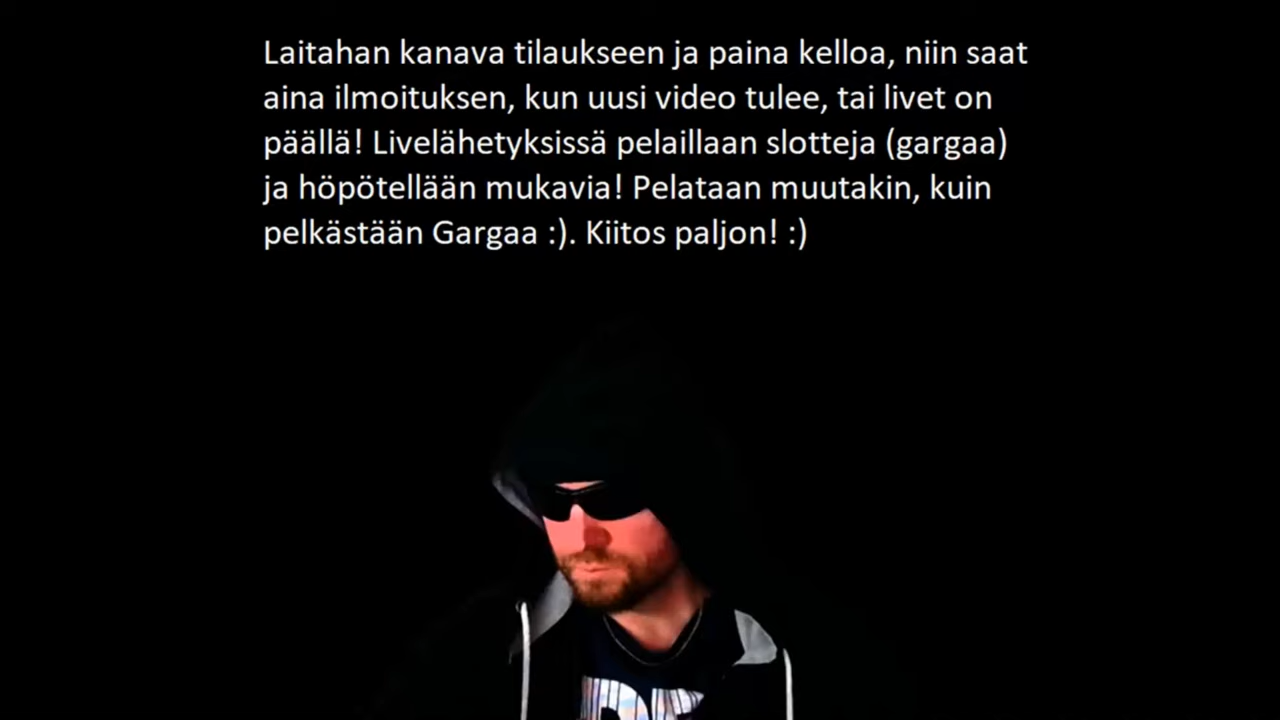 Laitahan kanava tilaukseen ja paina kelloa, niin saat
aina ilmoituksen, kun uusi video tulee, tai livet on
päällä! Livelähetyksissä pelaillaan slotteja (gargaa)
ja höpötellään mukavia! Pelataan muutakin, kuin
pelkästään Gargaa :). Kiitos paljon! :)